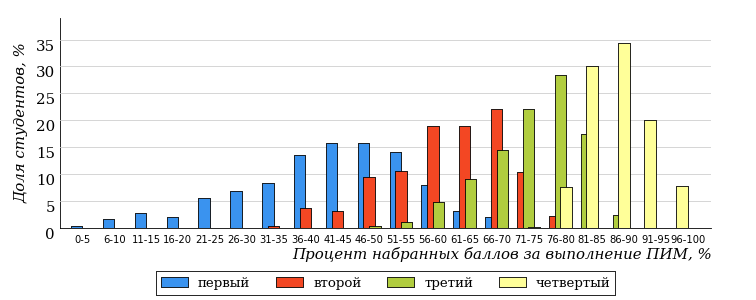 Доля студентов, %
35
30
25
20
15
10
5
0
0-5 6-10 11-15 16-20 21-25 26-30 31-35 36-40 41-45 46-50 51-55 56-60 61-65 66-70 71-75 76-80 81-85 86-90 91-95 96-100
Процент набранных баллов за выполнение ПИМ, %
первый второй третий четвертый